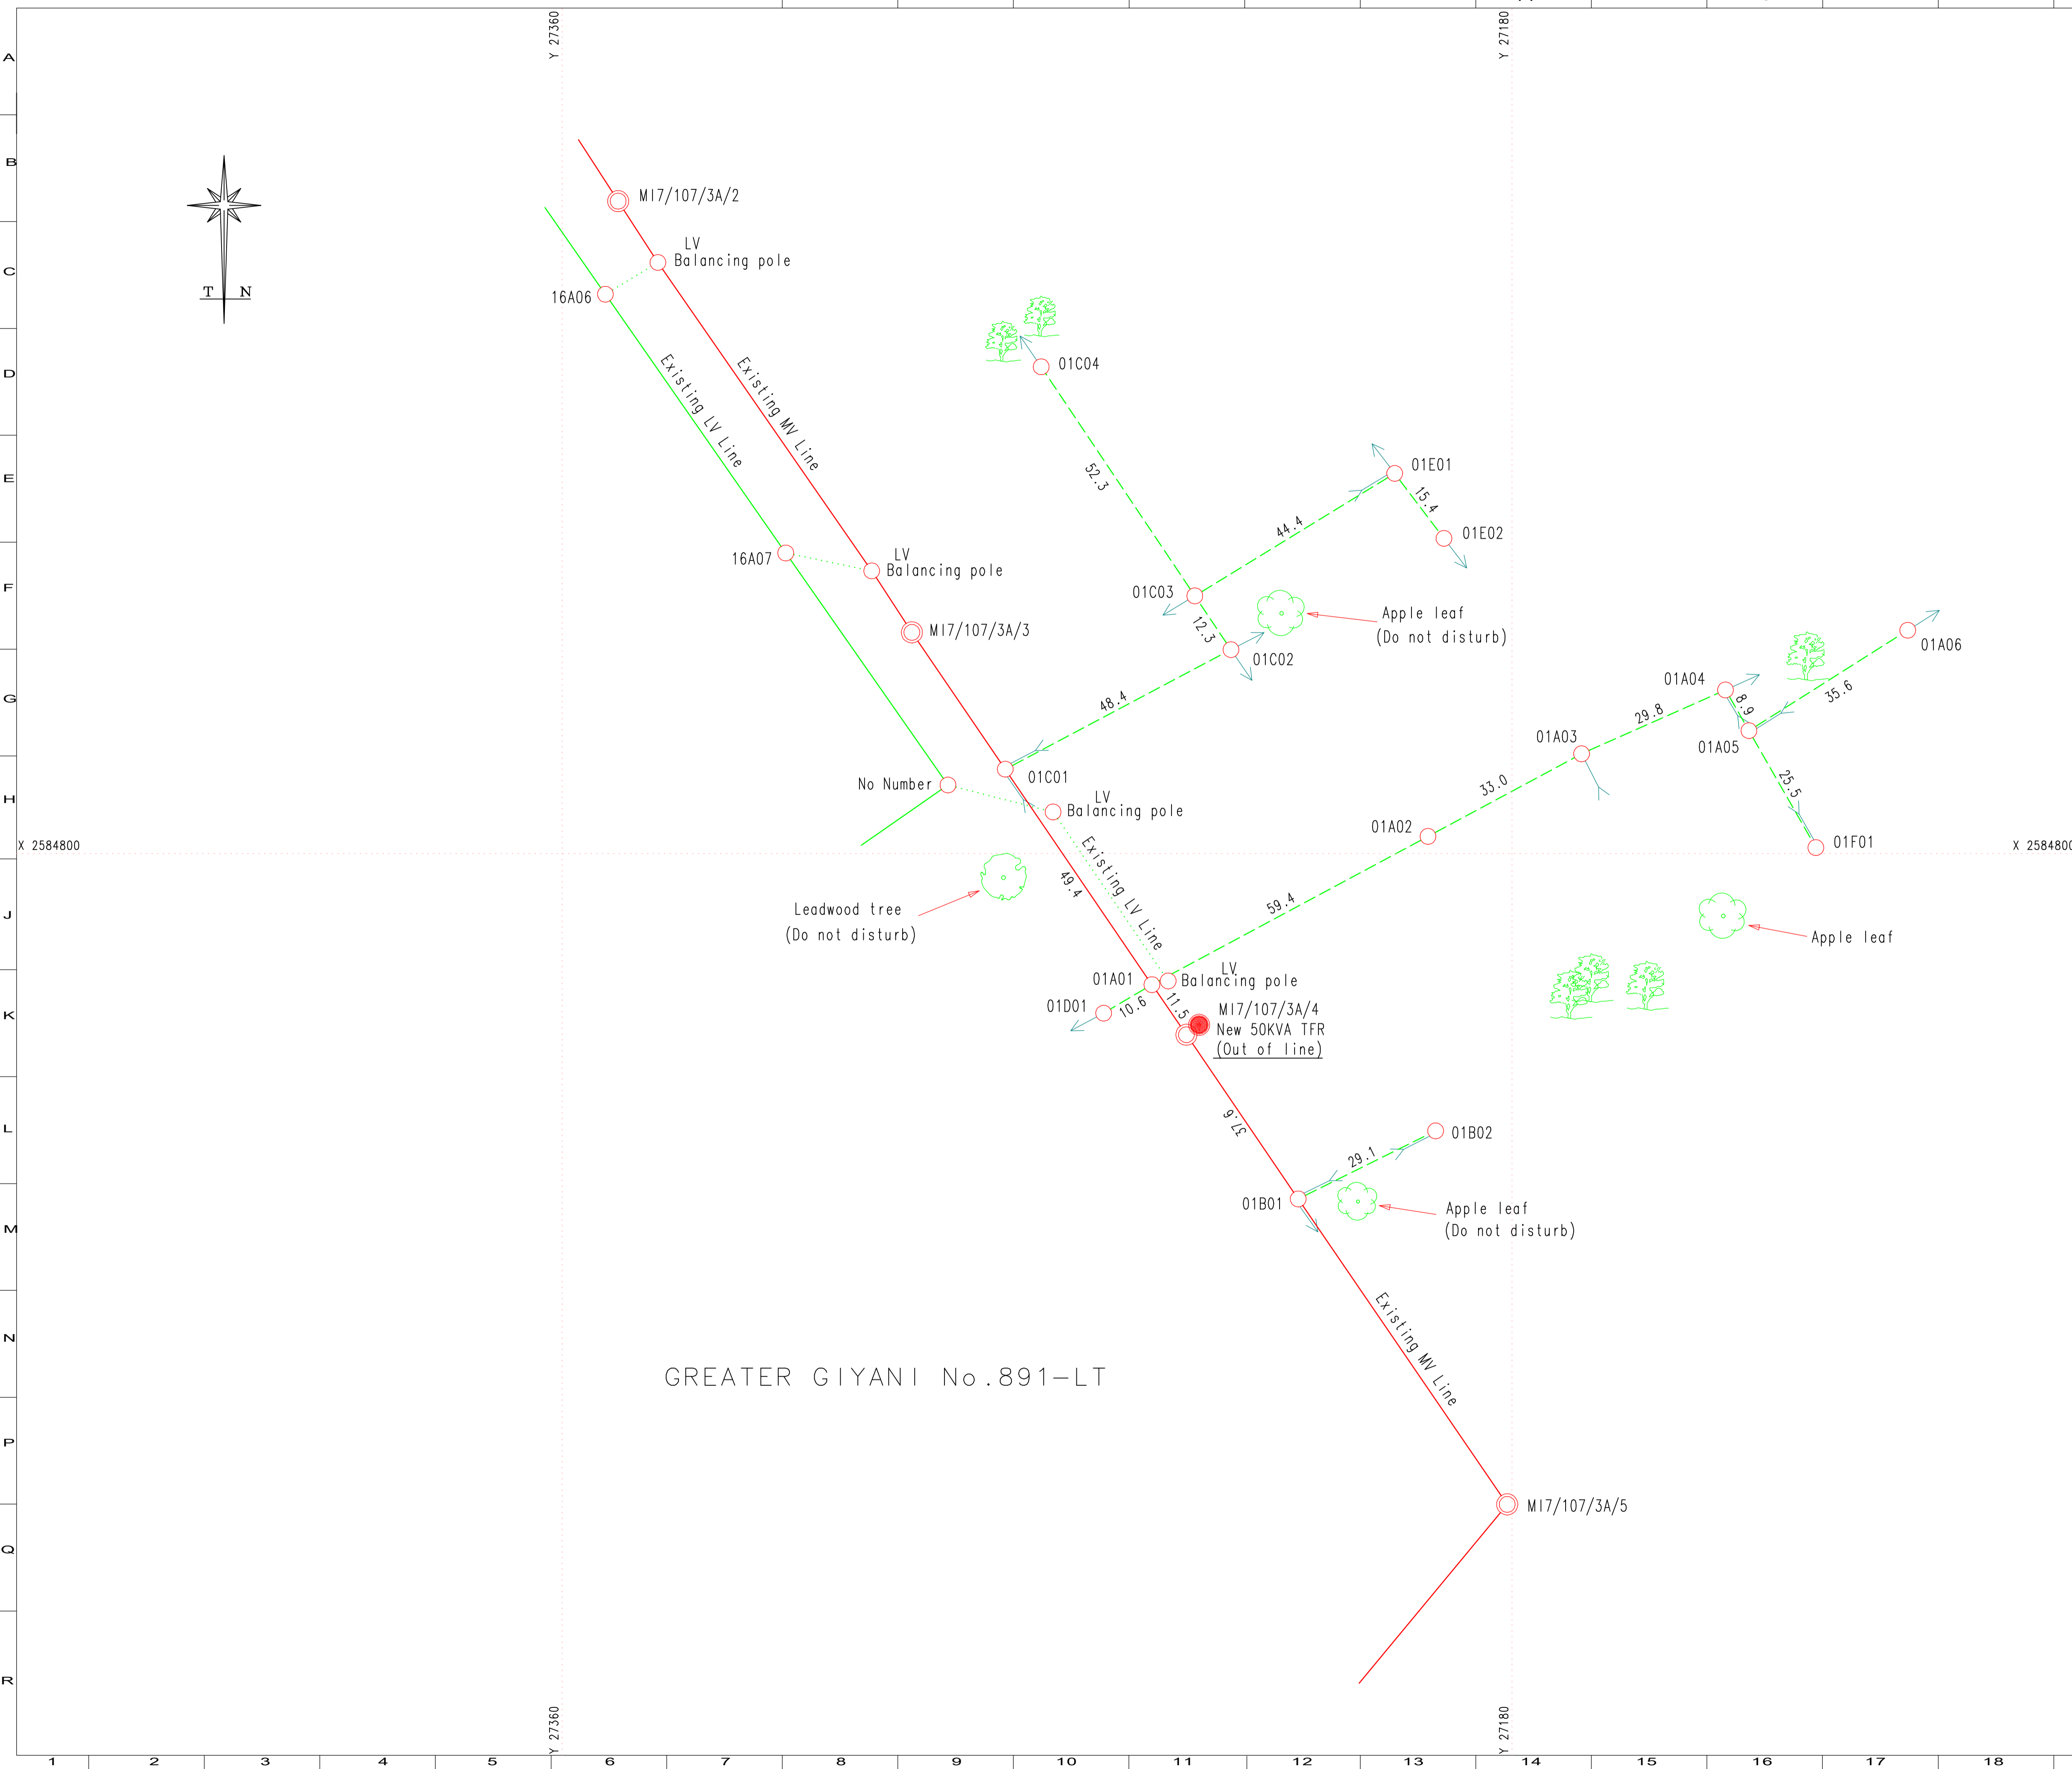 Y 27360
Y 27180
A
B
MI7/107/3A/2
T N
LV
Balancing pole
C
16A06
D
01C04
Existing LV Line
Existing MV Line
E
01E01
52.3
15.4
44.4
01E02
16A07
LV
Balancing pole
F
01C03
Apple leaf
(Do not disturb)
12.3
MI7/107/3A/3
01A06
01C02
G
01A04
8.9
35.6
48.4
29.8
01A03
01A05
01C01
No Number
33.0
25.5
H
LV
Balancing pole
01A02
X 2584800
01F01
X 2584800
49.4
Existing LV Line
Leadwood tree
(Do not disturb)
J
59.4
Apple leaf
01A01
LV
Balancing pole
01D01
10.6
11.5
K
MI7/107/3A/4
New 50KVA TFR
(Out of line)
37.6
L
01B02
29.1
01B01
M
Apple leaf
(Do not disturb)
N
Existing MV Line
GREATER GIYANI No.891-LT
P
MI7/107/3A/5
Q
R
Y 27360
Y 27180
1 2 3 4 5 6 7 8 9 10 11 12 13 14 15 16 17 18